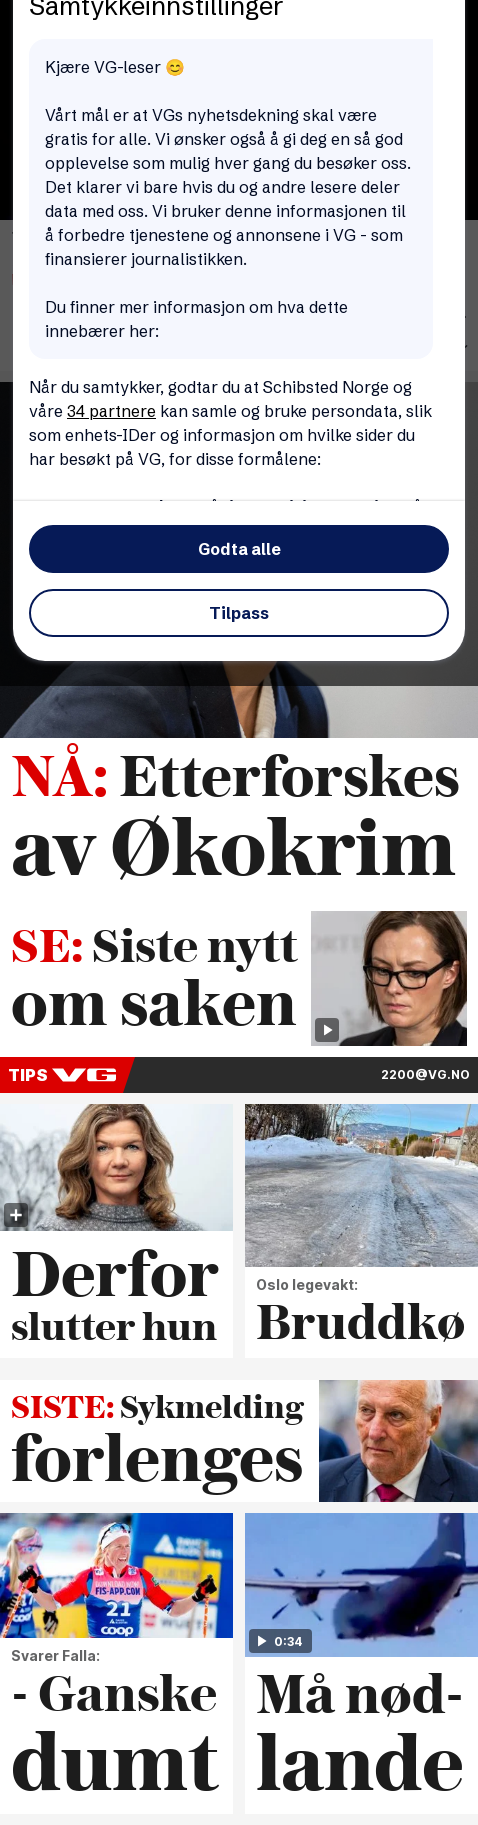 Samtykkeinnstillinger
Kjære VG-leser 😊
Vårt mål er at VGs nyhetsdekning skal være
gratis for alle. Vi ønsker også å gi deg en så god
opplevelse som mulig hver gang du besøker oss.
Det klarer vi bare hvis du og andre lesere deler
data med oss. Vi bruker denne informasjonen til
å forbedre tjenestene og annonsene i VG - som
finansierer journalistikken.
Du finner mer informasjon om hva dette
innebærer her:
Når du samtykker, godtar du at Schibsted Norge og
våre 34 partnere kan samle og bruke persondata, slik
som enhets-IDer og informasjon om hvilke sider du
har besøkt på VG, for disse formålene:
Godta alle
Tilpass
NÅ: Etterforskes
av Økokrim
SE: Siste nytt
om saken
TIPS VG
2200@VG.NO
Derfor
slutter hun
Oslo legevakt:
Bruddkø
SISTE: Sykmelding
forlenges
FIS-APP.COM
21
coop
Svarer Falla:
- Ganske
dumt
0:34
Må nød-
lande